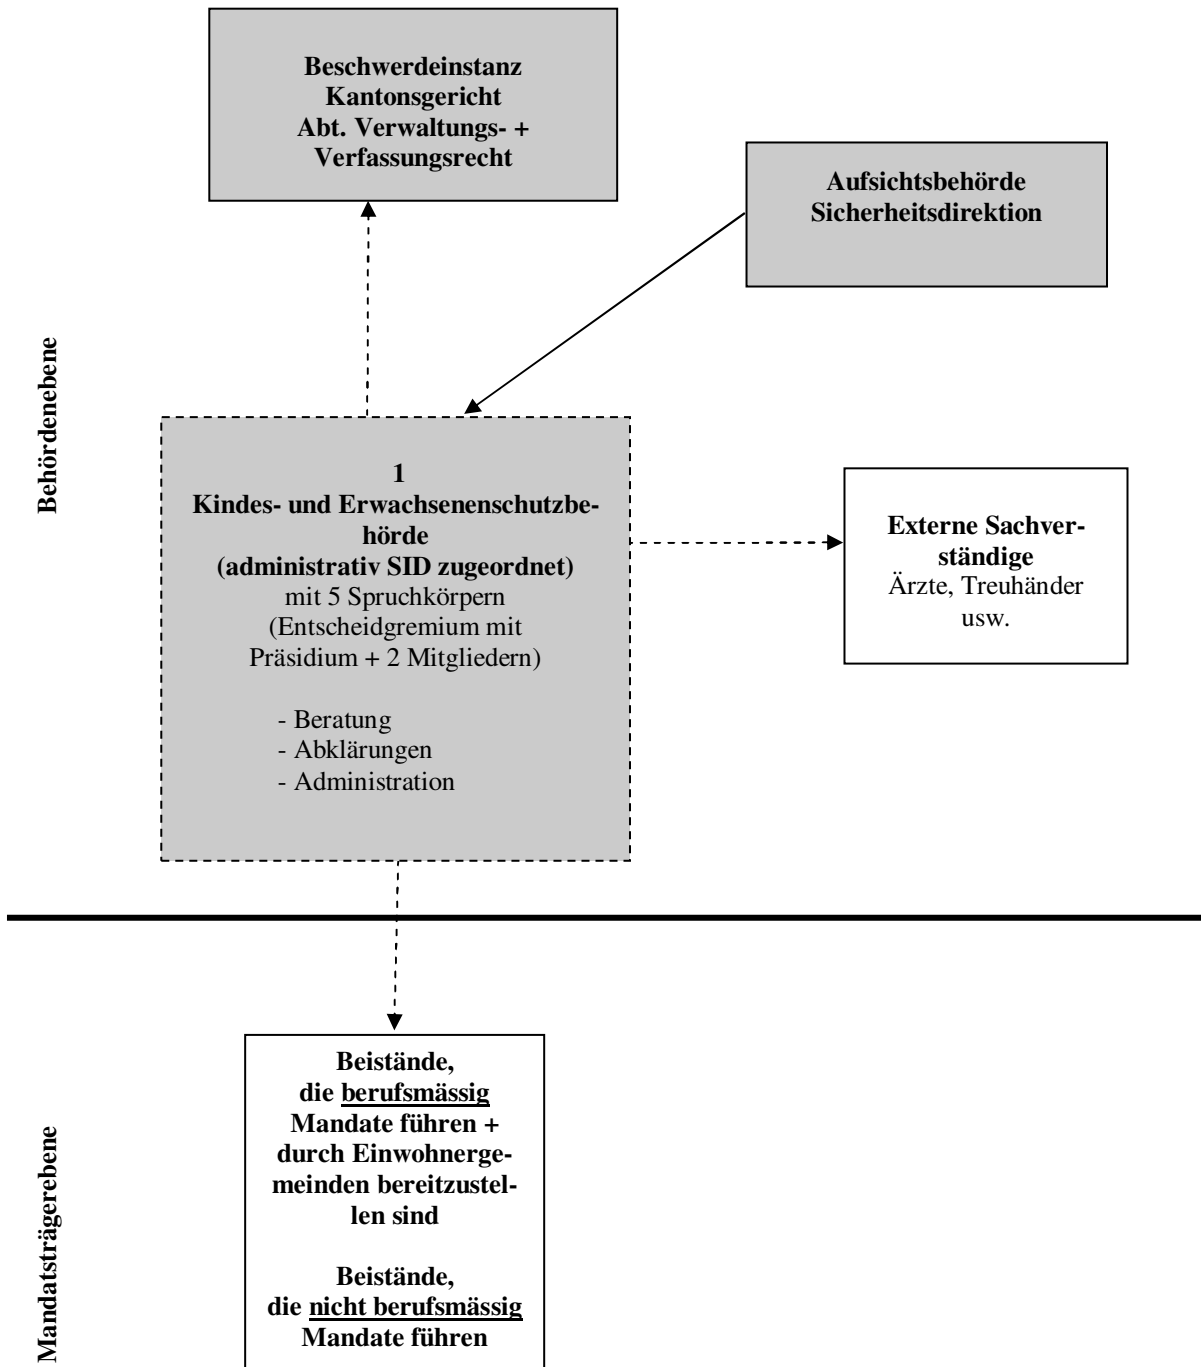 Beschwerdeinstanz
Kantonsgericht
Abt. Verwaltungs- +
Verfassungsrecht
Aufsichtsbehörde
Sicherheitsdirektion
Behördenebene
1
Kindes- und Erwachsenenschutzbe-
hörde
(administrativ SID zugeordnet)
mit 5 Spruchkörpern
(Entscheidgremium mit
Präsidium + 2 Mitgliedern)
- Beratung
- Abklärungen
- Administration
Externe Sachver-
ständige
Ärzte, Treuhänder
usw.
Mandatsträgerebene
Beistände,
die berufsmässig
Mandate führen +
durch Einwohnerge-
meinden bereitzustel-
len sind
Beistände,
die nicht berufsmässig
Mandate führen